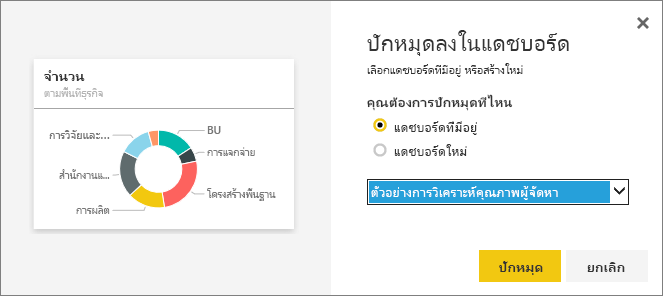 จำนวน
ตามพื้นที่ธุรกิจ
BU
การวิจัยและ...
การแจกจ่าย
สำนักงานแ...
โครงสร้างพื้นฐาน
การผลิต
ปักหมุดลงในแดชบอร์ด
เลือกแดชบอร์ดที่มีอยู่ หรือสร้างใหม่
คุณต้องการปักหมุดที่ไหน
แดชบอร์ดที่มีอยู่
แดชบอร์ดใหม่
ตัวอย่างการวิเคราะห์คุณภาพผู้จัดหา
ปักหมุด
ยกเลิก